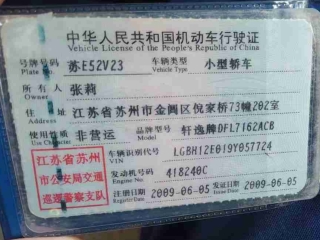 中华人民共和国机动车行驶证
Vehicle License of the People's Republic of China
号牌号码 苏E52V23 车辆类型 小型轿车
Plate No. Vehicle Type
所有人 张莉
Owner
住址 江苏省苏州市金阊区倪家桥73幢202室
Address
使用性质 非营运 品牌型号 轩逸牌DFL7162ACB
Use Character Model
江苏省苏州
市公安局交通
巡逻警察支队
车辆识别代号 LGBH12E019Y057724
VIN
发动机号码 418240C
Engine No.
注册日期 2009-06-05 发证日期 2009-06-05
Register Date Issue Date